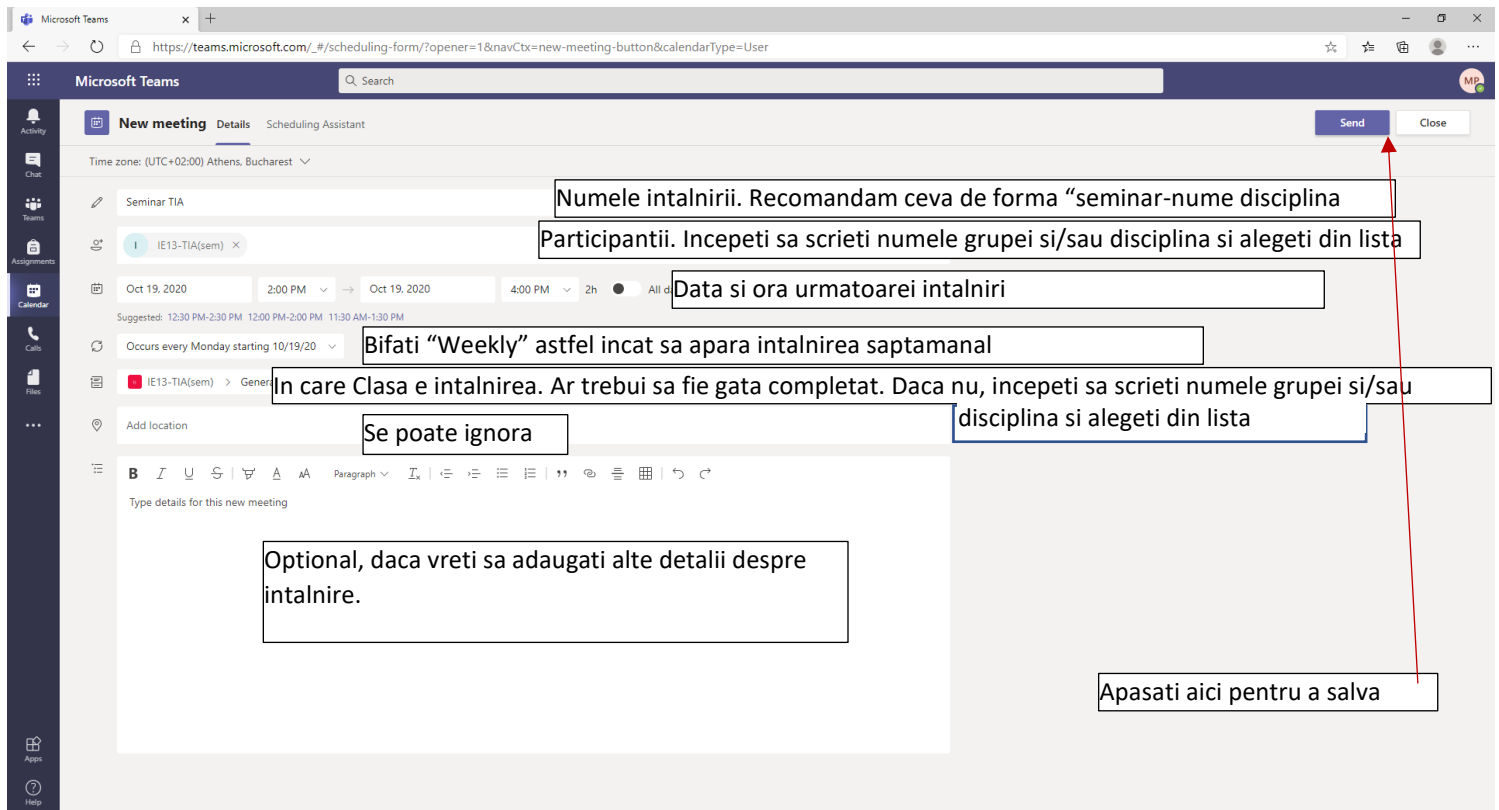 Microsoft Teams
https://teams.microsoft.com/_#/scheduling-form/?opener=1&navCtx=new-meeting-button&calendarType=User
Microsoft Teams
Search
MP
Activity
Chat
Teams
Assignments
Calendar
Calls
Files
Apps
Help
New meeting Details Scheduling Assistant
Send Close
Time zone: (UTC+02:00) Athens, Bucharest
Seminar TIA
Numele intalnirii. Recomandam ceva de forma “seminar-nume disciplina
I IE13-TIA(sem)
Participantii. Incepeti sa scrieti numele grupei si/sau disciplina si alegeti din lista
Oct 19, 2020 2:00 PM → Oct 19, 2020 4:00 PM 2h All
Data si ora urmatoarei intalniri
Suggested: 12:30 PM-2:30 PM 12:00 PM-2:00 PM 11:30 AM-1:30 PM
Occurs every Monday starting 10/19/20
Bifati “Weekly” astfel incat sa apara intalnirea saptamanal
IE13-TIA(sem) > Genera
In care Clasa e intalnirea. Ar trebui sa fie gata completat. Daca nu, incepeti sa scrieti numele grupei si/sau
disciplina si alegeti din lista
Add location
Se poate ignora
B I U S A AA Paragraph
Type details for this new meeting
Optional, daca vreti sa adaugati alte detalii despre
intalnire.
Apasati aici pentru a salva